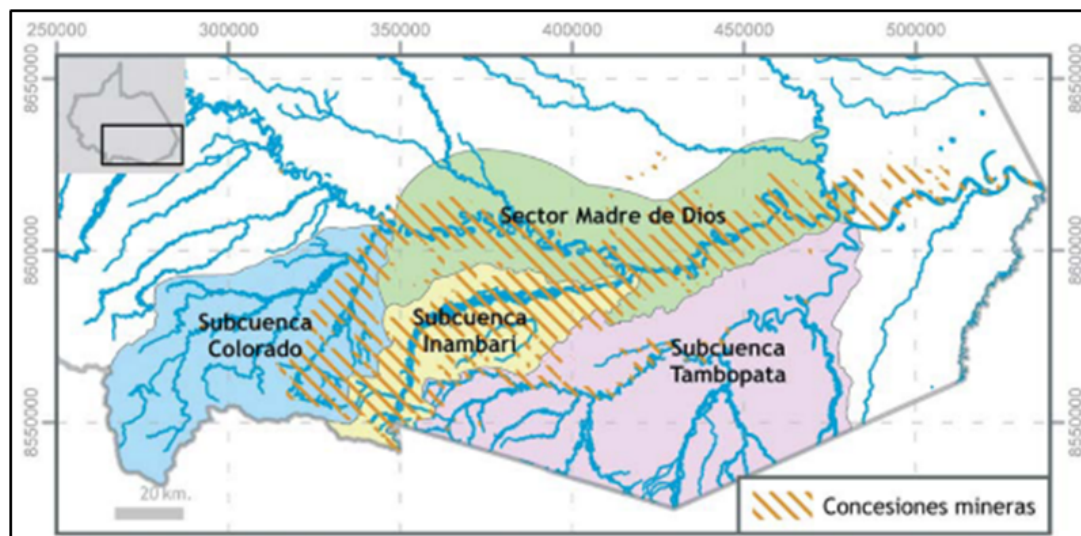 250000 300000 350000 400000 450000 500000
8650000
8650000
Sector Madre de Dios
8600000
8600000
Subcuenca
Colorado
Subcuenca
Inambari
Subcuenca
Tambopata
8550000
8550000
20 km.
Concesiones mineras